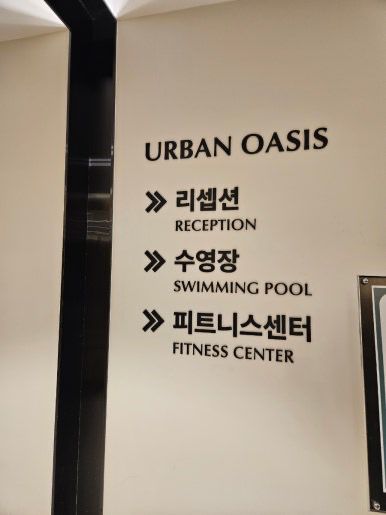 URBAN OASIS
» 리셉션
RECEPTION
» 수영장
SWIMMING POOL
» 피트니스센터
FITNESS CENTER